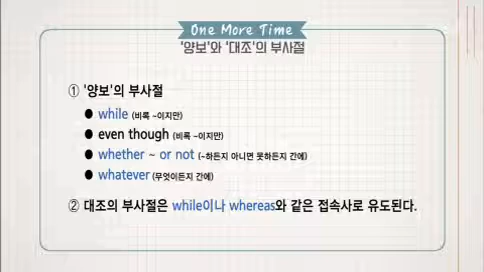 One More Time
'양보'와 '대조'의 부사절
① '양보'의 부사절
● while (비록 ~이지만)
● even though (비록 ~이지만)
● whether ~ or not (~하든지 아니면 못하든지 간에)
● whatever (무엇이든지 간에)
② 대조의 부사절은 while이나 whereas와 같은 접속사로 유도된다.